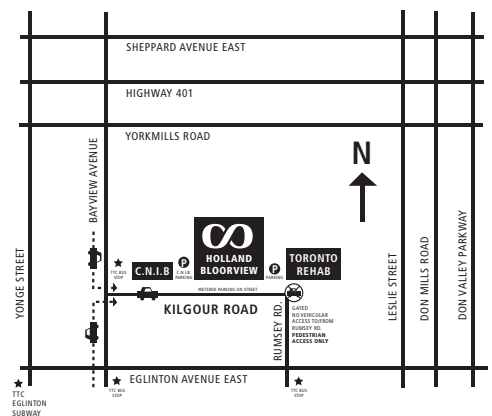 SHEPPARD AVENUE EAST
HIGHWAY 401
YORKMILLS ROAD
N
BAYVIEW AVENUE
YONGE STREET
LESLIE STREET
DON MILLS ROAD
DON VALLEY PARKWAY
TTC BUS
STOP
C.N.I.B
P
C.N.I.B.
PARKING
HOLLAND
BLOORVIEW
P
PARKING
TORONTO
REHAB
METERED PARKING ON STREET
KILGOUR ROAD
RUMSEY RD.
GATED
NO VEHICULAR
ACCESS TO/FROM
RUMSEY RD.
PEDESTRIAN
ACCESS ONLY
EGLINTON AVENUE EAST
TTC BUS
STOP
TTC BUS
STOP
TTC
EGLINTON
SUBWAY